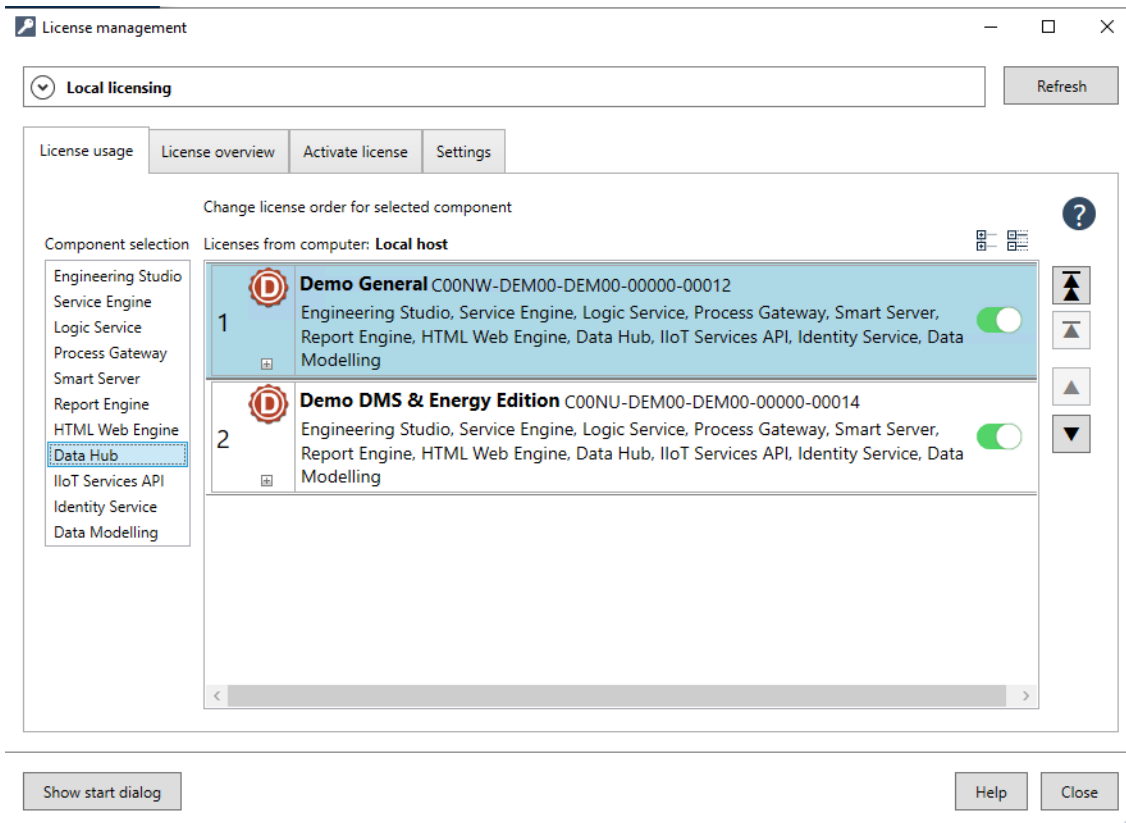 License management
Local licensing
Refresh
License usage
License overview
Activate license
Settings
Change license order for selected component
?
Component selection
Licenses from computer: Local host
Engineering Studio
Service Engine
Logic Service
Process Gateway
Smart Server
Report Engine
HTML Web Engine
Data Hub
IIoT Services API
Identity Service
Data Modelling
1
D
Demo General C00NW-DEM00-DEM00-00000-00012
Engineering Studio, Service Engine, Logic Service, Process Gateway, Smart Server,
Report Engine, HTML Web Engine, Data Hub, IIoT Services API, Identity Service, Data
Modelling
2
D
Demo DMS & Energy Edition C00NU-DEM00-DEM00-00000-00014
Engineering Studio, Service Engine, Logic Service, Process Gateway, Smart Server,
Report Engine, HTML Web Engine, Data Hub, IIoT Services API, Identity Service, Data
Modelling
Show start dialog
Help
Close